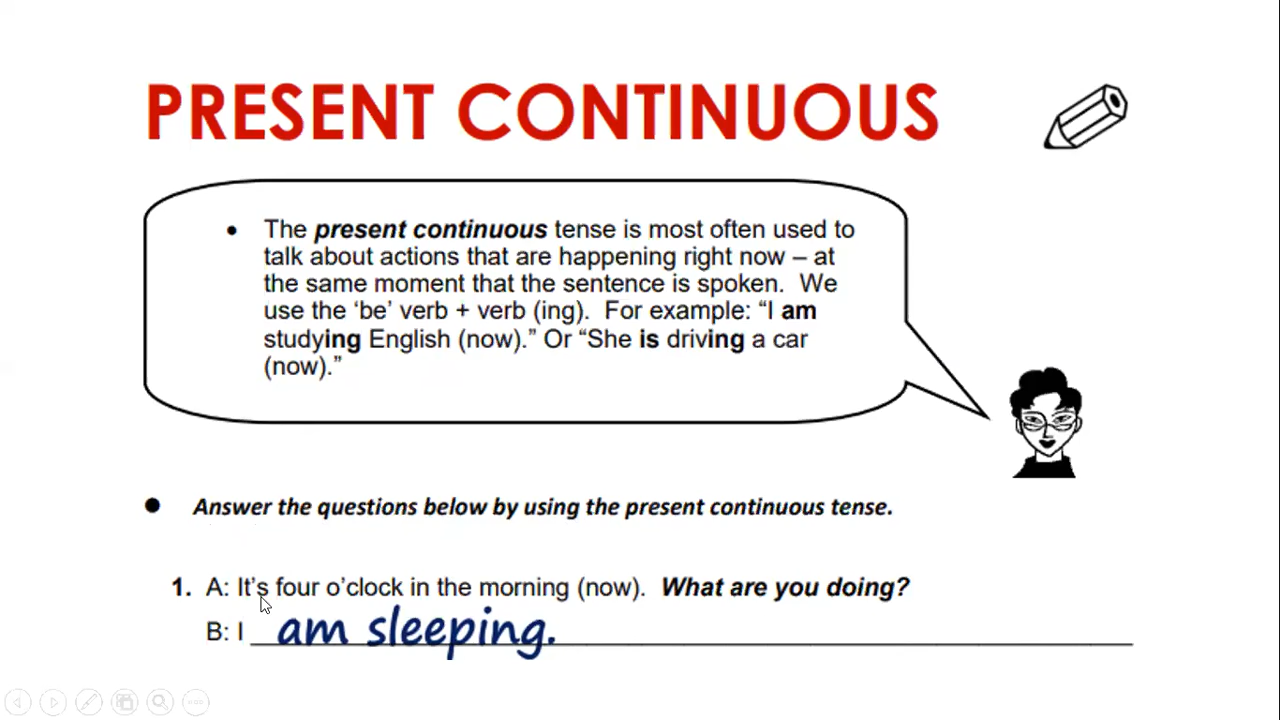 PRESENT CONTINUOUS
• The present continuous tense is most often used to
talk about actions that are happening right now – at
the same moment that the sentence is spoken.  We
use the ‘be’ verb + verb (ing).  For example: “I am
studying English (now).” Or “She is driving a car
(now).”
● Answer the questions below by using the present continuous tense.
1. A: It’s four o’clock in the morning (now).  What are you doing?
B: I am sleeping.